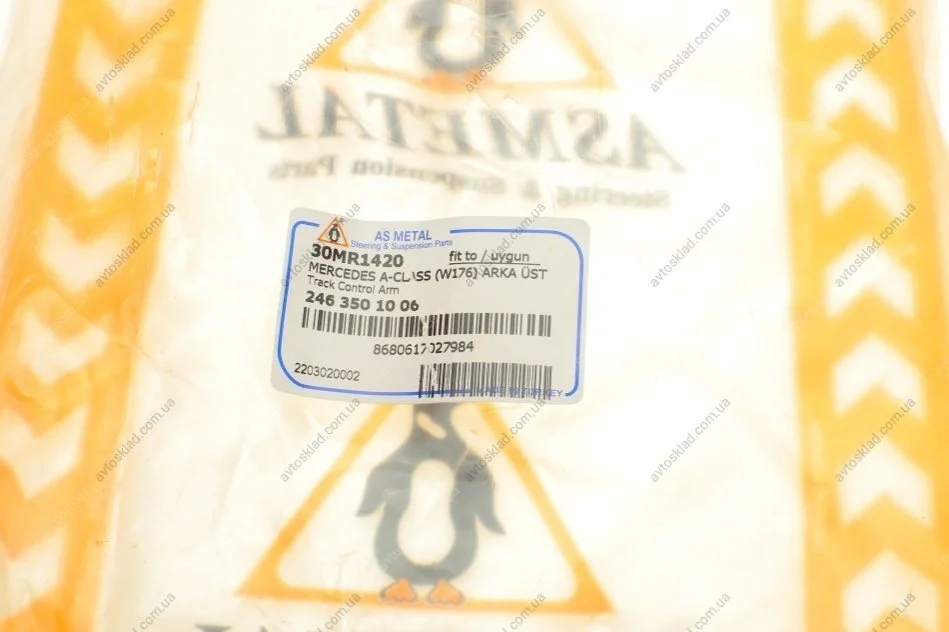 ASMETAL
Steering & Suspension Parts
AS METAL
Steering & Suspension Parts
30MR1420
fit to / uygun
MERCEDES A-CLASS (W176) ARKA ÜST
Track Control Arm
246 350 10 06
8680617027984
2203020002
avtosklad.com.ua